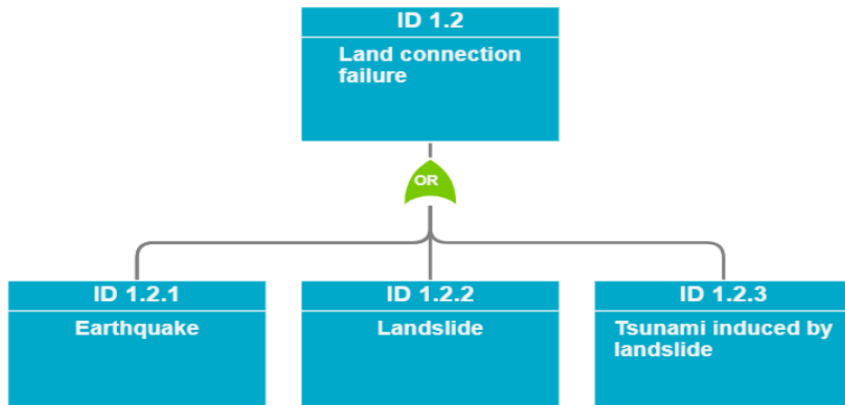 ID 1.2
Land connection
failure
OR
ID 1.2.1
Earthquake
ID 1.2.2
Landslide
ID 1.2.3
Tsunami induced by
landslide